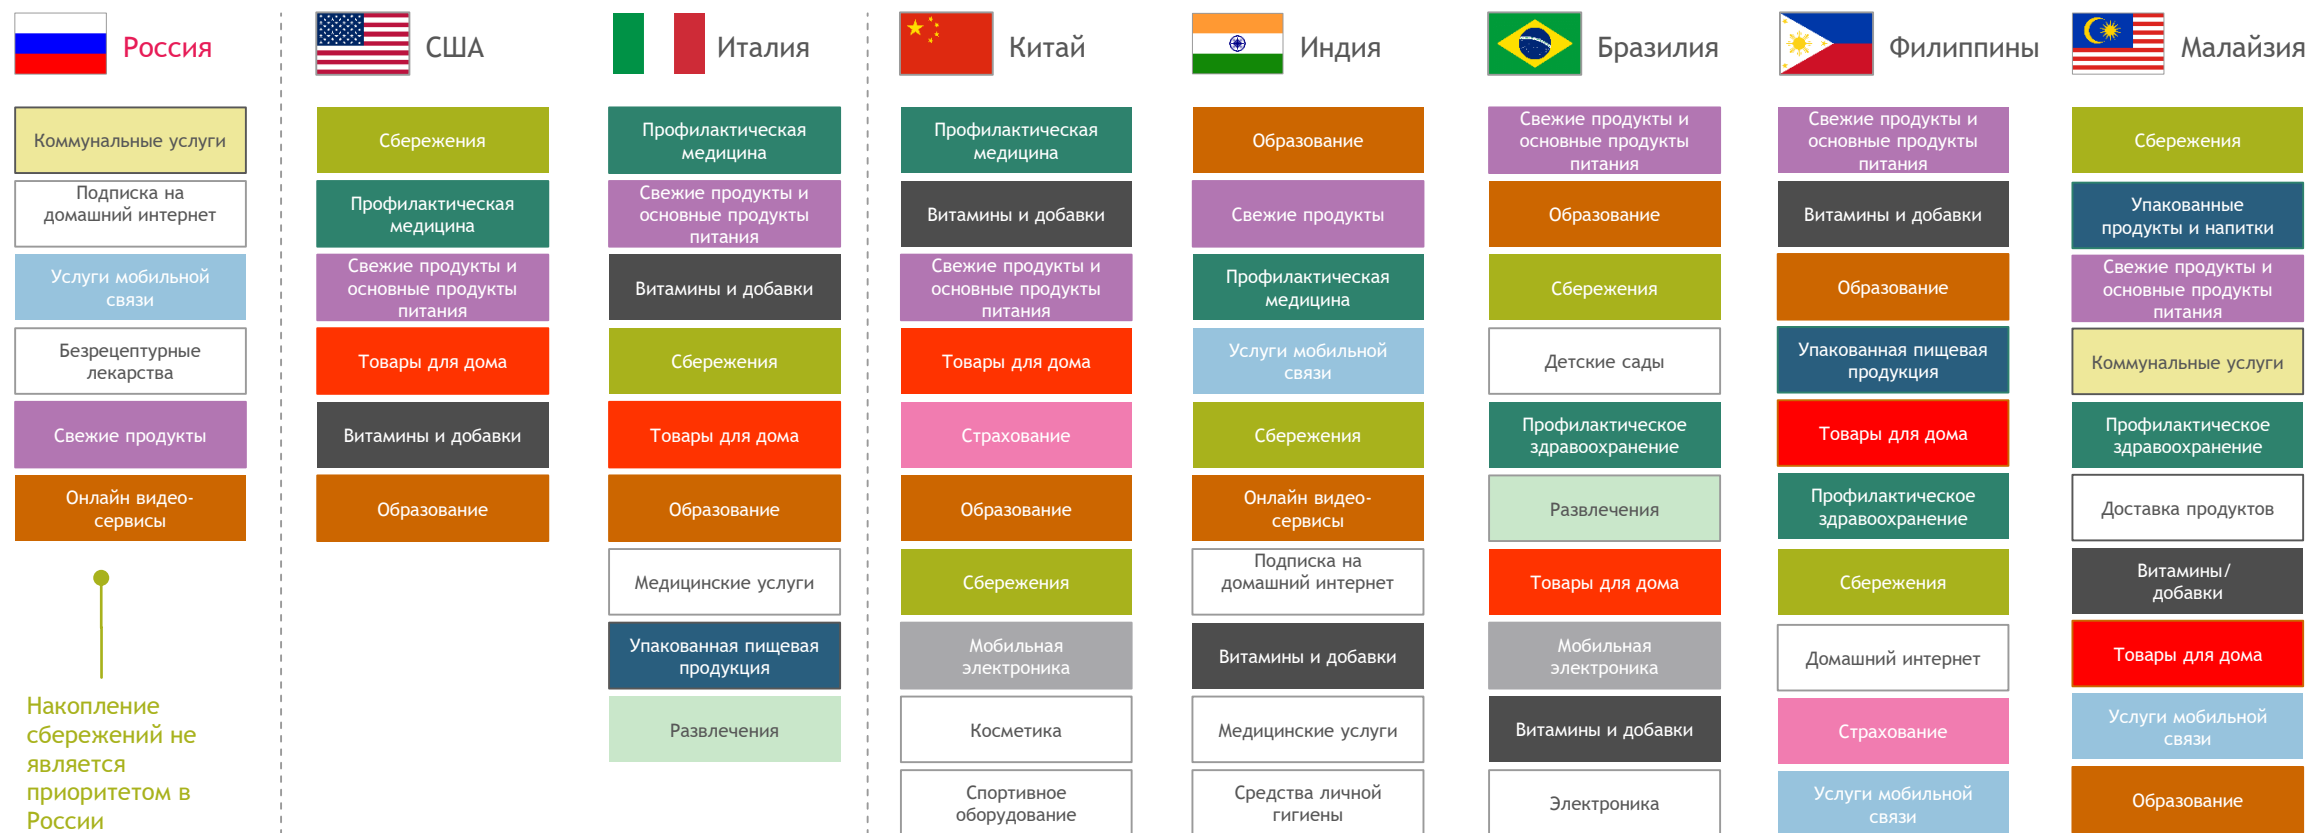 Россия
США
Италия
Китай
Индия
Бразилия
Филиппины
Малайзия
Коммунальные услуги
Подписка на
домашний интернет
Услуги мобильной
связи
Безрецептурные
лекарства
Свежие продукты
Онлайн видео-
сервисы
Накопление
сбережений не
является
приоритетом в
России
Сбережения
Профилактическая
медицина
Свежие продукты и
основные продукты
питания
Товары для дома
Витамины и добавки
Образование
Профилактическая
медицина
Свежие продукты и
основные продукты
питания
Витамины и добавки
Сбережения
Товары для дома
Образование
Медицинские услуги
Упакованная пищевая
продукция
Развлечения
Профилактическая
медицина
Витамины и добавки
Свежие продукты и
основные продукты
питания
Товары для дома
Страхование
Образование
Сбережения
Мобильная
электроника
Косметика
Спортивное
оборудование
Образование
Свежие продукты
Профилактическая
медицина
Услуги мобильной
связи
Сбережения
Онлайн видео-
сервисы
Подписка на
домашний интернет
Витамины и добавки
Медицинские услуги
Средства личной
гигиены
Свежие продукты и
основные продукты
питания
Образование
Сбережения
Детские сады
Профилактическое
здравоохранение
Развлечения
Товары для дома
Мобильная
электроника
Витамины и добавки
Электроника
Свежие продукты и
основные продукты
питания
Витамины и добавки
Образование
Упакованная пищевая
продукция
Товары для дома
Профилактическое
здравоохранение
Сбережения
Домашний интернет
Страхование
Услуги мобильной
связи
Сбережения
Упакованные
продукты и напитки
Свежие продукты и
основные продукты
питания
Коммунальные услуги
Профилактическое
здравоохранение
Доставка продуктов
Витамины/
добавки
Товары для дома
Услуги мобильной
связи
Образование